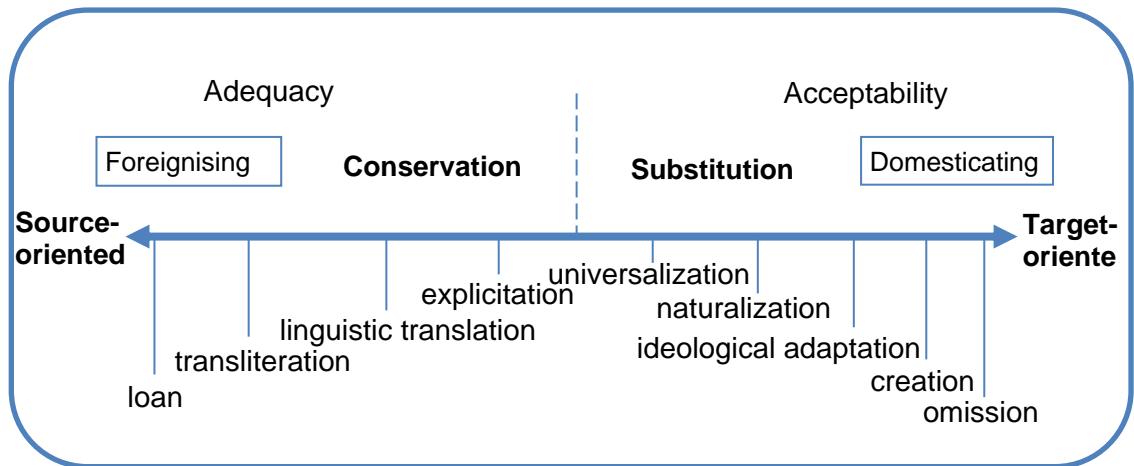 Adequacy
Acceptability
Foreignising
Conservation
Substitution
Domesticating
Source-
oriented
Target-
oriente
universalization
explicitation
naturalization
linguistic translation
ideological adaptation
transliteration
creation
loan
omission